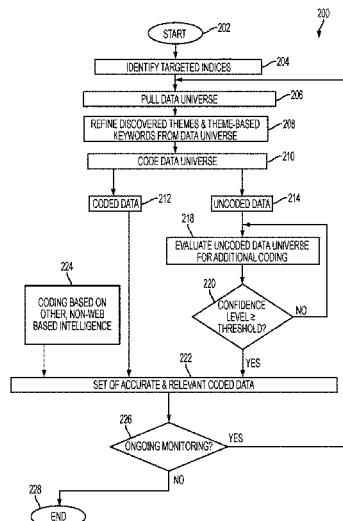 200
START
202
IDENTIFY TARGETED INDICES
204
PULL DATA UNIVERSE
206
REFINE DISCOVERED THEMES & THEME-BASED
KEYWORDS FROM DATA UNIVERSE
208
CODE DATA UNIVERSE
210
CODED DATA
212
UNCODED DATA
214
218
EVALUATE UNCODED DATA UNIVERSE
FOR ADDITIONAL CODING
220
CONFIDENCE
LEVEL ≥
THRESHOLD?
NO
YES
224
CODING BASED
ON
OTHER, NON-WEB
BASED INTELLIGENCE
222
SET OF ACCURATE & RELEVANT CODED DATA
226
ONGOING MONITORING?
YES
NO
228
END